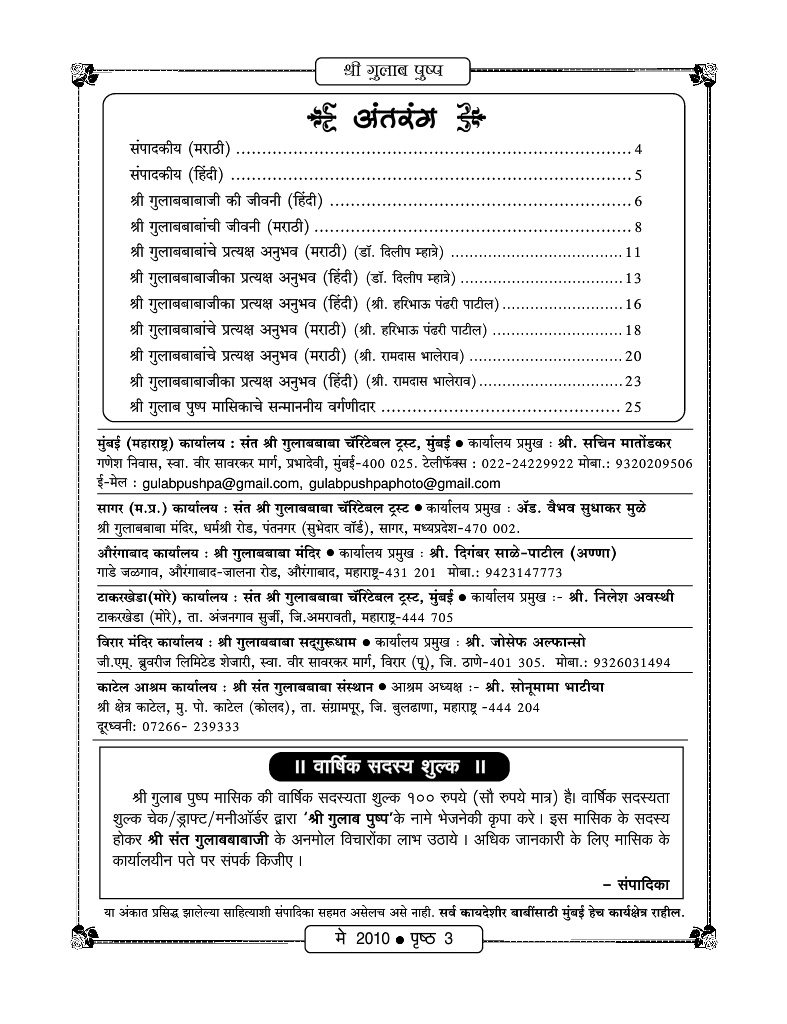 श्री गुलाब पुष्प
अंतरंग
संपादकीय (मराठी) ........................................................................... 4
संपादकीय (हिंदी) ............................................................................ 5
श्री गुलाबबाबाजी की जीवनी (हिंदी) ......................................................... 6
श्री गुलाबबाबांची जीवनी (मराठी) ............................................................ 8
श्री गुलाबबाबांचे प्रत्यक्ष अनुभव (मराठी) (डॉ. दिलीप म्हात्रे) ................................. 11
श्री गुलाबबाबाजीका प्रत्यक्ष अनुभव (हिंदी) (डॉ. दिलीप म्हात्रे) ............................... 13
श्री गुलाबबाबाजीका प्रत्यक्ष अनुभव (हिंदी) (श्री. हरिभाऊ पंढरी पाटील) ....................... 16
श्री गुलाबबाबांचे प्रत्यक्ष अनुभव (मराठी) (श्री. हरिभाऊ पंढरी पाटील) ......................... 18
श्री गुलाबबाबांचे प्रत्यक्ष अनुभव (मराठी) (श्री. रामदास भालेराव) ............................. 20
श्री गुलाबबाबाजीका प्रत्यक्ष अनुभव (हिंदी) (श्री. रामदास भालेराव) ........................... 23
श्री गुलाब पुष्प मासिकाचे सन्माननीय वर्गणीदार .............................................. 25
मुंबई (महाराष्ट्र) कार्यालय : संत श्री गुलाबबाबा चॅरिटेबल ट्रस्ट, मुंबई ● कार्यालय प्रमुख : श्री. सचिन मातोंडकर
गणेश निवास, स्वा. वीर सावरकर मार्ग, प्रभादेवी, मुंबई-400 025. टेलीफॅक्स : 022-24229922 मोबा.: 9320209506
ई-मेल : gulabpushpa@gmail.com, gulabpushpaphoto@gmail.com
सागर (म.प्र.) कार्यालय : संत श्री गुलाबबाबा चॅरिटेबल ट्रस्ट ● कार्यालय प्रमुख : अ‍ॅड. वैभव सुधाकर मुळे
श्री गुलाबबाबा मंदिर, धर्मश्री रोड, पंतनगर (सुभेदार वॉर्ड), सागर, मध्यप्रदेश-470 002.
औरंगाबाद कार्यालय : श्री गुलाबबाबा मंदिर ● कार्यालय प्रमुख : श्री. दिगंबर साळे-पाटील (अण्णा)
गाडे जळगाव, औरंगाबाद-जालना रोड, औरंगाबाद, महाराष्ट्र-431 201 मोबा.: 9423147773
टाकरखेडा(मोरे) कार्यालय : संत श्री गुलाबबाबा चॅरिटेबल ट्रस्ट, मुंबई ● कार्यालय प्रमुख :- श्री. निलेश अवस्थी
टाकरखेडा (मोरे), ता. अंजनगाव सुर्जी, जि.अमरावती, महाराष्ट्र-444 705
विरार मंदिर कार्यालय : श्री गुलाबबाबा सद्गुरूधाम ● कार्यालय प्रमुख : श्री. जोसेफ अल्फान्सो
जी.एम्. ब्रुवरीज लिमिटेड शेजारी, स्वा. वीर सावरकर मार्ग, विरार (पू), जि. ठाणे-401 305. मोबा.: 9326031494
काटेल आश्रम कार्यालय : श्री संत गुलाबबाबा संस्थान ● आश्रम अध्यक्ष :- श्री. सोनूमामा भाटीया
श्री क्षेत्र काटेल, मु. पो. काटेल (कोलद), ता. संग्रामपूर, जि. बुलढाणा, महाराष्ट्र -444 204
दूरध्वनी: 07266- 239333
॥ वार्षिक सदस्य शुल्क ॥
श्री गुलाब पुष्प मासिक की वार्षिक सदस्यता शुल्क १०० रुपये (सौ रुपये मात्र) है। वार्षिक सदस्यता
शुल्क चेक/ड्राफ्ट/मनीऑर्डर द्वारा 'श्री गुलाब पुष्प'के नामे भेजनेकी कृपा करे । इस मासिक के सदस्य
होकर श्री संत गुलाबबाबाजी के अनमोल विचारोंका लाभ उठाये । अधिक जानकारी के लिए मासिक के
कार्यालयीन पते पर संपर्क किजीए ।
– संपादिका
या अंकात प्रसिद्ध झालेल्या साहित्याशी संपादिका सहमत असेलच असे नाही. सर्व कायदेशीर बाबींसाठी मुंबई हेच कार्यक्षेत्र राहील.
मे 2010 ● पृष्ठ 3